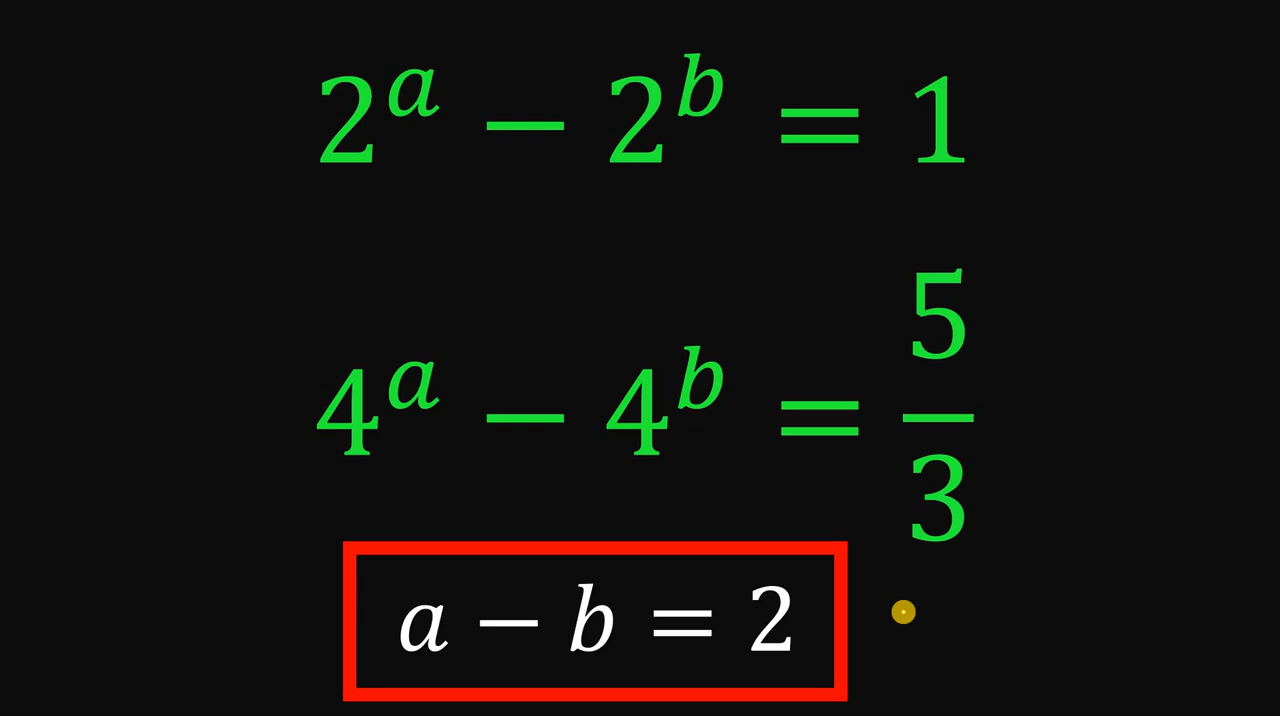 2^a − 2^b = 1
4^a − 4^b = 5/3
a − b = 2